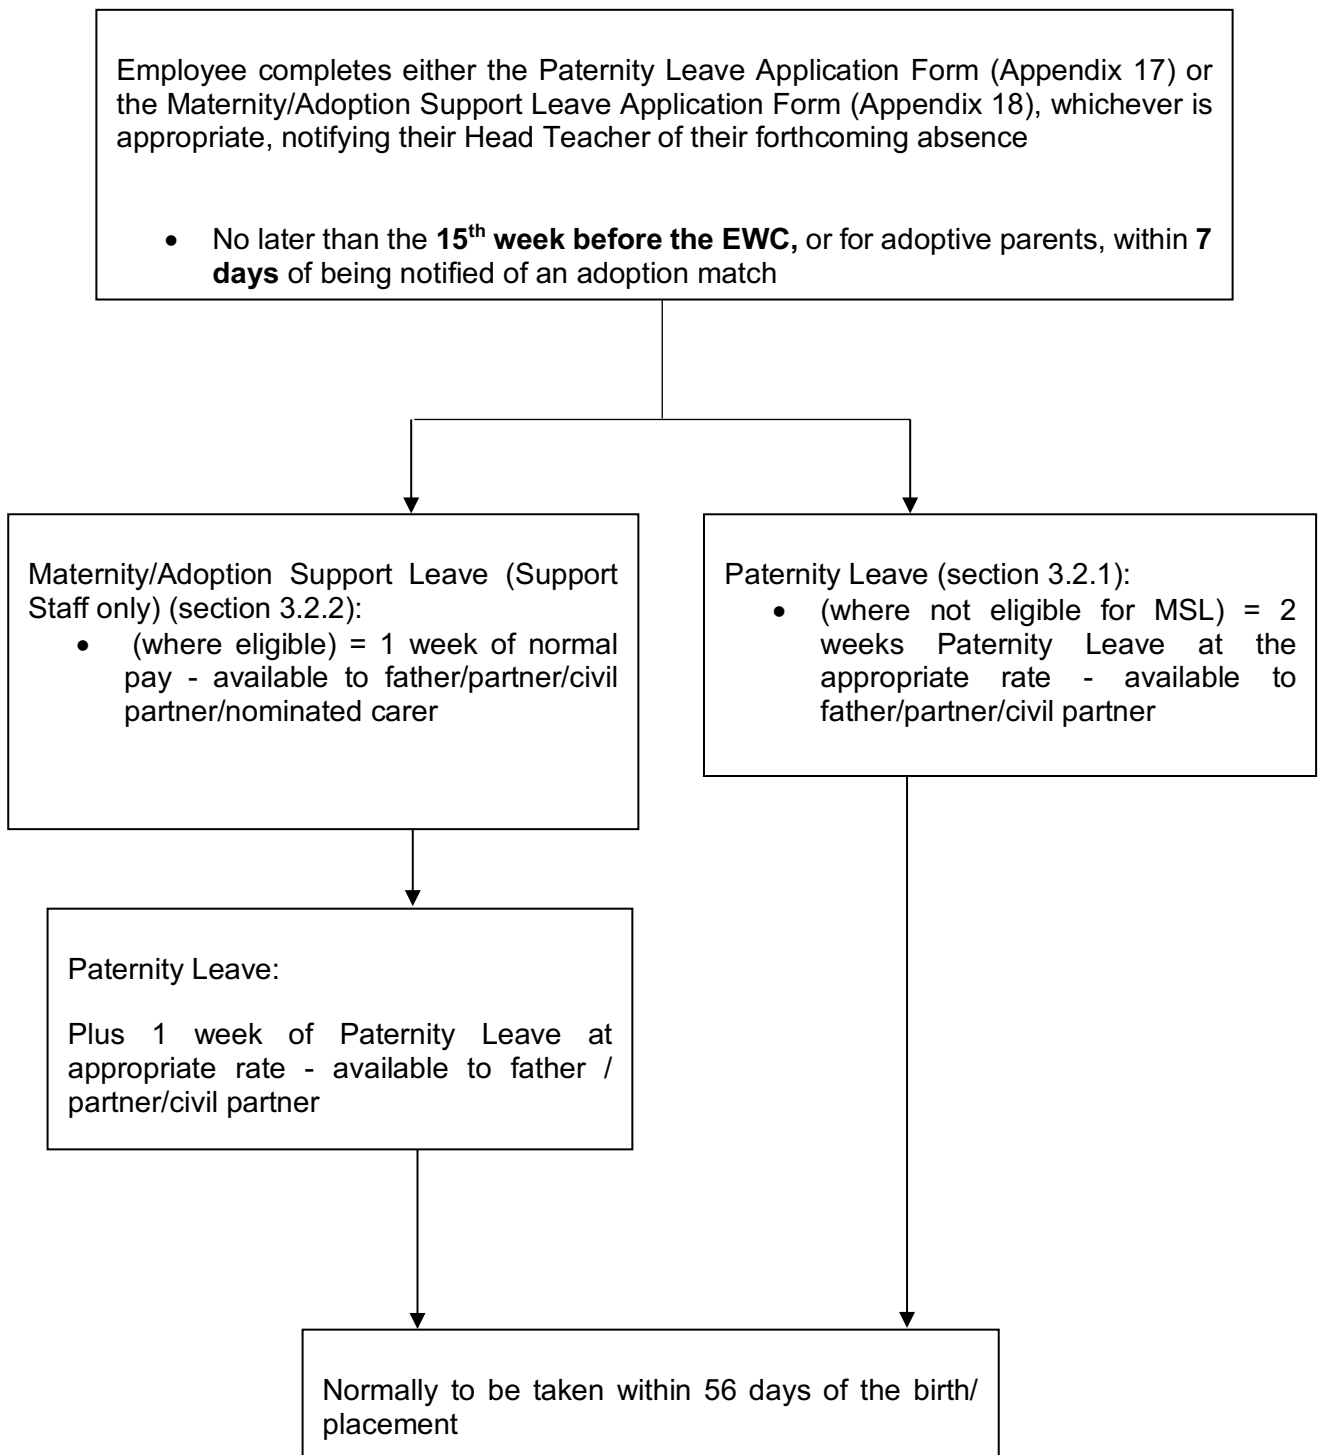 Employee completes either the Paternity Leave Application Form (Appendix 17) or
the Maternity/Adoption Support Leave Application Form (Appendix 18), whichever is
appropriate, notifying their Head Teacher of their forthcoming absence
• No later than the 15th week before the EWC, or for adoptive parents, within 7
days of being notified of an adoption match
Maternity/Adoption Support Leave (Support
Staff only) (section 3.2.2):
• (where eligible) = 1 week of normal
pay - available to father/partner/civil
partner/nominated carer
Paternity Leave (section 3.2.1):
• (where not eligible for MSL) = 2
weeks Paternity Leave at the
appropriate rate - available to
father/partner/civil partner
Paternity Leave:
Plus 1 week of Paternity Leave at
appropriate rate - available to father /
partner/civil partner
Normally to be taken within 56 days of the birth/
placement